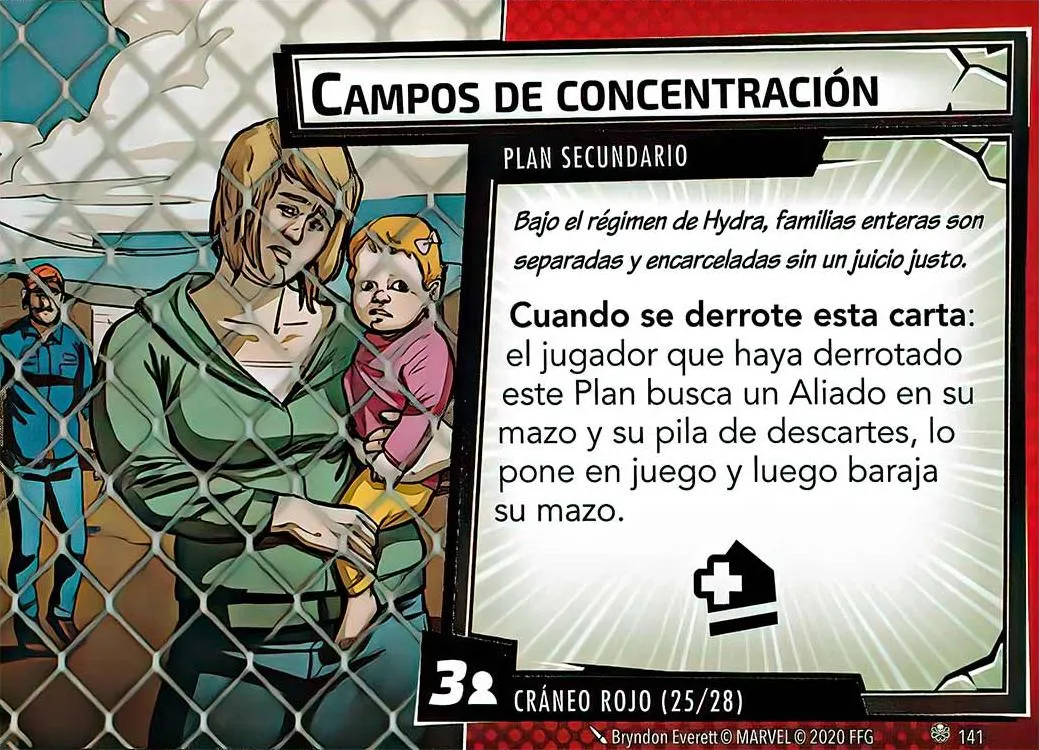 CAMPOS DE CONCENTRACIÓN
PLAN SECUNDARIO
Bajo el régimen de Hydra, familias enteras son
separadas y encarceladas sin un juicio justo.
Cuando se derrote esta carta:
el jugador que haya derrotado
este Plan busca un Aliado en su
mazo y su pila de descartes, lo
pone en juego y luego baraja
su mazo.
3
CRÁNEO ROJO (25/28)
Bryndon Everett © MARVEL © 2020 FFG
141